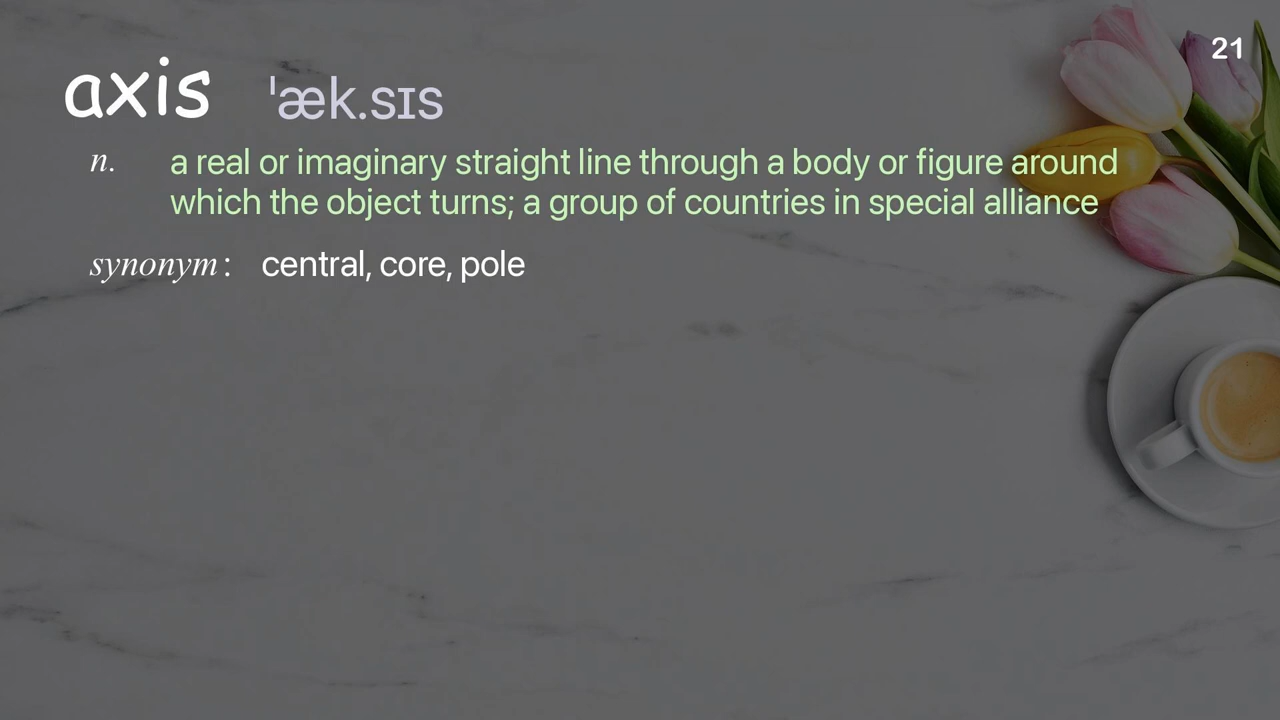 21
axis ˈæk.sɪs
n. a real or imaginary straight line through a body or figure around
which the object turns; a group of countries in special alliance
synonym : central, core, pole